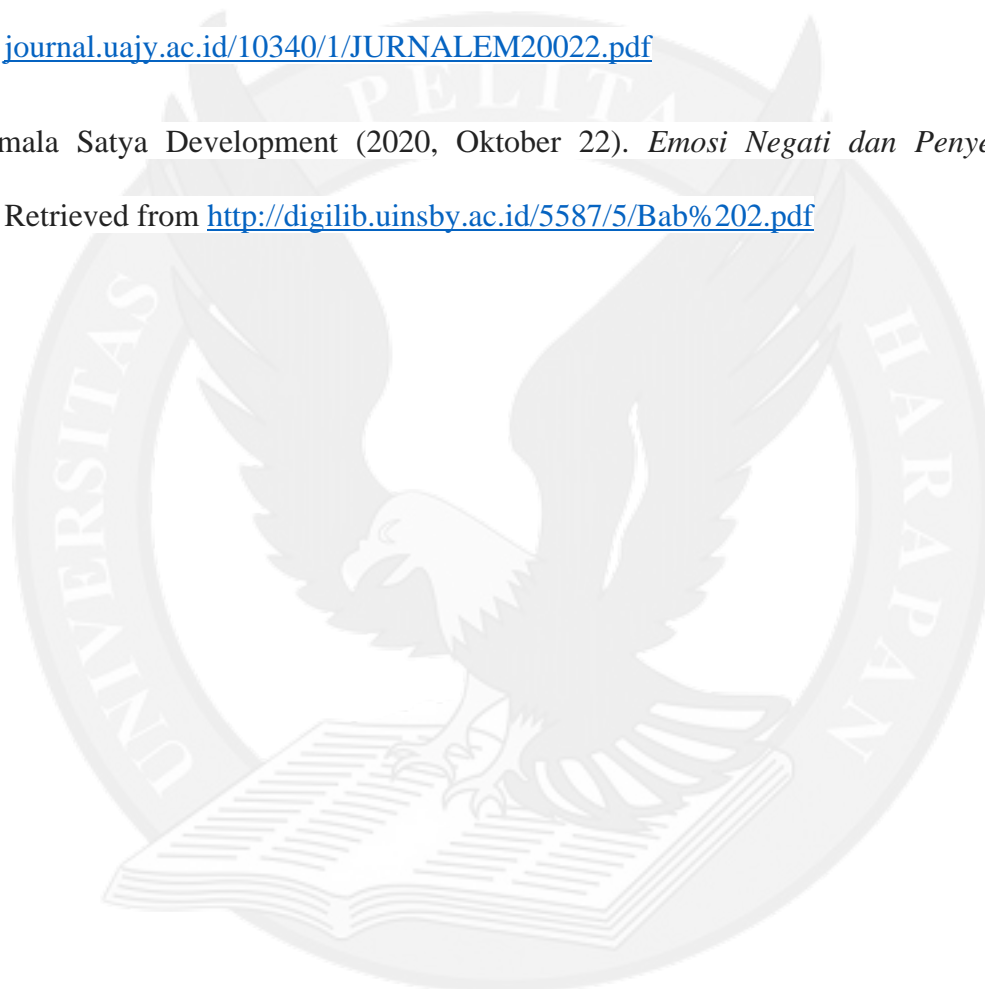 journal.uajy.ac.id/10340/1/JURNALEM20022.pdf
mala Satya Development (2020, Oktober 22). Emosi Negati dan Penye
Retrieved from http://digilib.uinsby.ac.id/5587/5/Bab%202.pdf
UNIVERSITAS PELITA HARAPAN